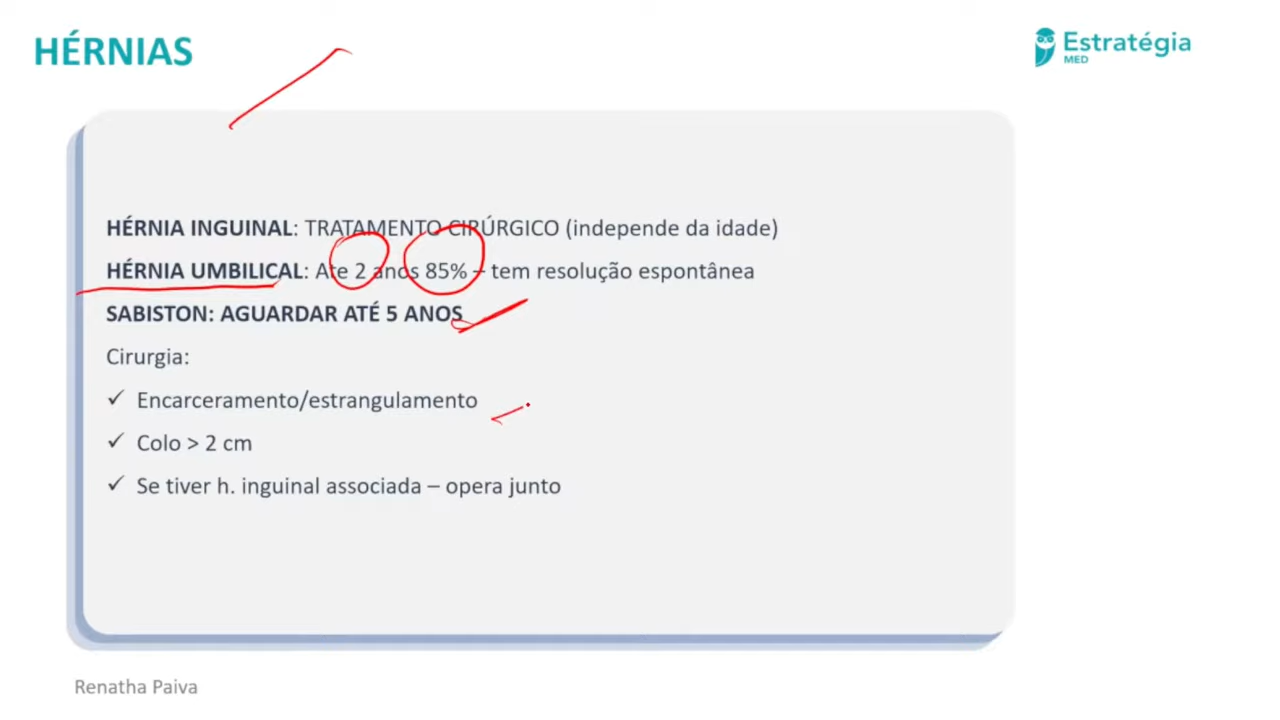 HÉRNIAS
Estratégia
MED
HÉRNIA INGUINAL: TRATAMENTO CIRÚRGICO (independe da idade)
HÉRNIA UMBILICAL: Ate 2 anos 85% – tem resolução espontânea
SABISTON: AGUARDAR ATÉ 5 ANOS
Cirurgia:
✓ Encarceramento/estrangulamento
✓ Colo > 2 cm
✓ Se tiver h. inguinal associada – opera junto
Renatha Paiva